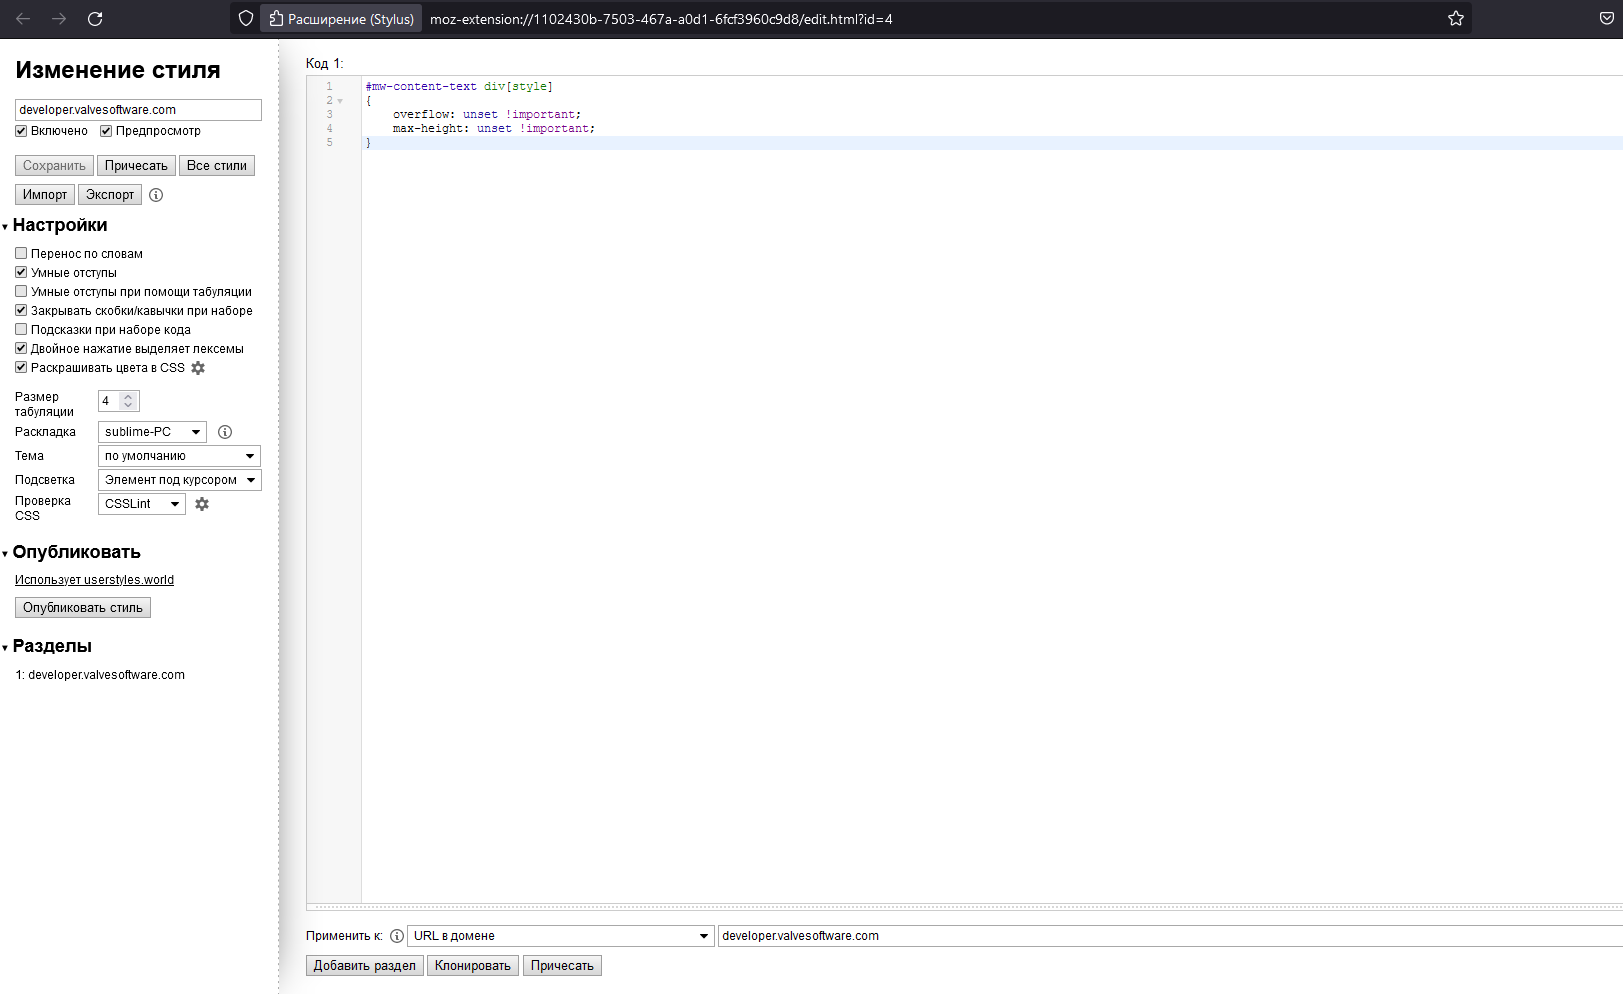 Расширение (Stylus) moz-extension://1102430b-7503-467a-a0d1-6fcf3960c9d8/edit.html?id=4
Изменение стиля
developer.valvesoftware.com
Включено Предпросмотр
Сохранить Причесать Все стили
Импорт Экспорт
Настройки
Перенос по словам
Умные отступы
Умные отступы при помощи табуляции
Закрывать скобки/кавычки при наборе
Подсказки при наборе кода
Двойное нажатие выделяет лексемы
Раскрашивать цвета в CSS
Размер
табуляции 4
Раскладка sublime-PC
Тема по умолчанию
Подсветка Элемент под курсором
Проверка
CSS CSSLint
Опубликовать
Использует userstyles.world
Опубликовать стиль
Разделы
1: developer.valvesoftware.com
Код 1:
1 #mw-content-text div[style]
2 {
3 overflow: unset !important;
4 max-height: unset !important;
5 }
Применить к: URL в домене developer.valvesoftware.com
Добавить раздел Клонировать Причесать